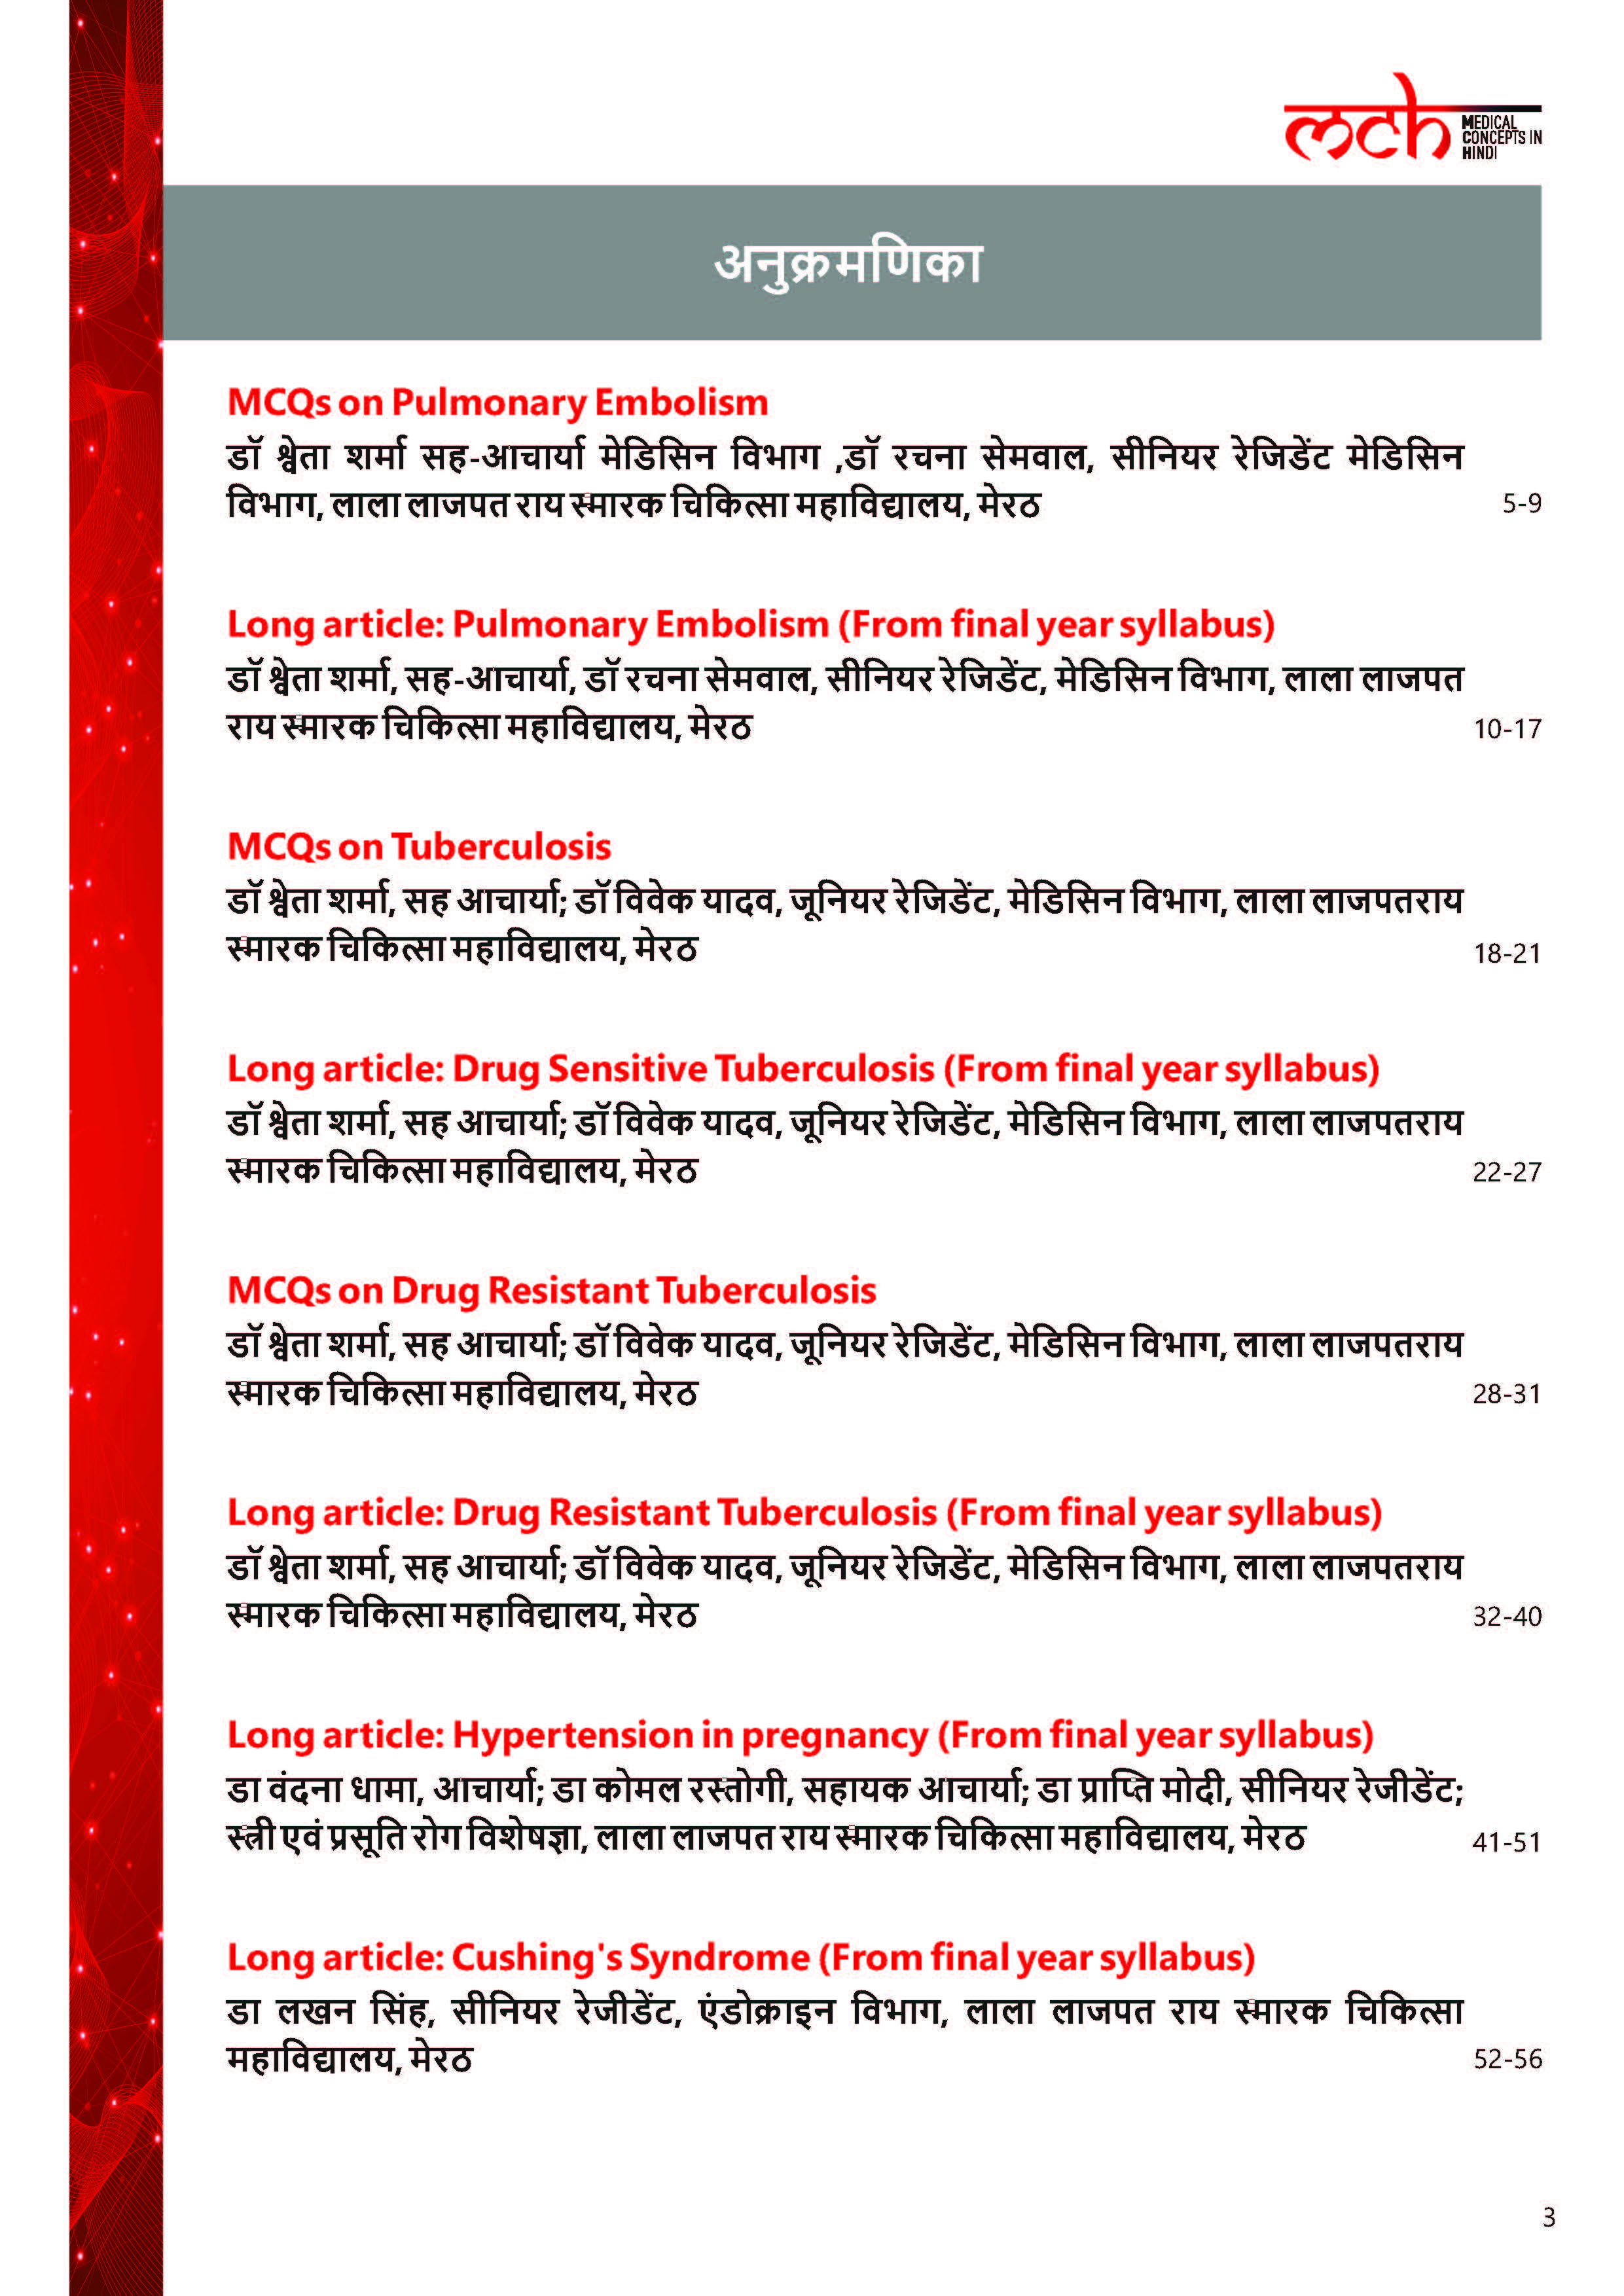 mch MEDICAL
CONCEPTS IN
HINDI
अनुक्रमणिका
MCQs on Pulmonary Embolism
डॉ श्वेता शर्मा सह-आचार्या मेडिसिन विभाग ,डॉ रचना सेमवाल, सीनियर रेजिडेंट मेडिसिन
विभाग, लाला लाजपत राय स्मारक चिकित्सा महाविद्यालय, मेरठ 5-9
Long article: Pulmonary Embolism (From final year syllabus)
डॉ श्वेता शर्मा, सह-आचार्या, डॉ रचना सेमवाल, सीनियर रेजिडेंट, मेडिसिन विभाग, लाला लाजपत
राय स्मारक चिकित्सा महाविद्यालय, मेरठ 10-17
MCQs on Tuberculosis
डॉ श्वेता शर्मा, सह आचार्या; डॉ विवेक यादव, जूनियर रेजिडेंट, मेडिसिन विभाग, लाला लाजपतराय
स्मारक चिकित्सा महाविद्यालय, मेरठ 18-21
Long article: Drug Sensitive Tuberculosis (From final year syllabus)
डॉ श्वेता शर्मा, सह आचार्या; डॉ विवेक यादव, जूनियर रेजिडेंट, मेडिसिन विभाग, लाला लाजपतराय
स्मारक चिकित्सा महाविद्यालय, मेरठ 22-27
MCQs on Drug Resistant Tuberculosis
डॉ श्वेता शर्मा, सह आचार्या; डॉ विवेक यादव, जूनियर रेजिडेंट, मेडिसिन विभाग, लाला लाजपतराय
स्मारक चिकित्सा महाविद्यालय, मेरठ 28-31
Long article: Drug Resistant Tuberculosis (From final year syllabus)
डॉ श्वेता शर्मा, सह आचार्या; डॉ विवेक यादव, जूनियर रेजिडेंट, मेडिसिन विभाग, लाला लाजपतराय
स्मारक चिकित्सा महाविद्यालय, मेरठ 32-40
Long article: Hypertension in pregnancy (From final year syllabus)
डा वंदना धामा, आचार्या; डा कोमल रस्तोगी, सहायक आचार्या; डा प्राप्ति मोदी, सीनियर रेजीडेंट;
स्त्री एवं प्रसूति रोग विशेषज्ञा, लाला लाजपत राय स्मारक चिकित्सा महाविद्यालय, मेरठ 41-51
Long article: Cushing's Syndrome (From final year syllabus)
डा लखन सिंह, सीनियर रेजीडेंट, एंडोक्राइन विभाग, लाला लाजपत राय स्मारक चिकित्सा
महाविद्यालय, मेरठ 52-56
3